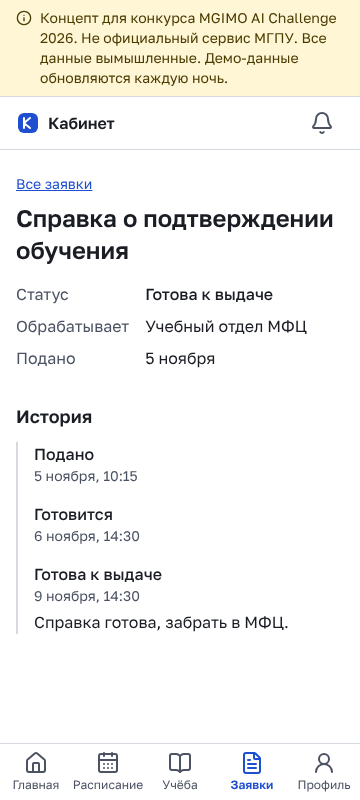 Концепт для конкурса MGIMO AI Challenge
2026. Не официальный сервис МГПУ. Все
данные вымышленные. Демо-данные
обновляются каждую ночь.
Кабинет
Все заявки
Справка о подтверждении
обучения
Статус Готова к выдаче
Обрабатывает Учебный отдел МФЦ
Подано 5 ноября
История
Подано
5 ноября, 10:15
Готовится
6 ноября, 14:30
Готова к выдаче
9 ноября, 14:30
Справка готова, забрать в МФЦ.
Главная Расписание Учёба Заявки Профиль